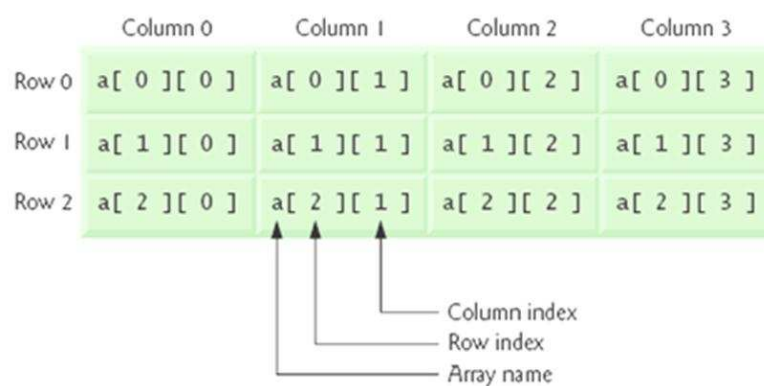 Column 0 Column 1 Column 2 Column 3
Row 0 a[ 0 ][ 0 ] a[ 0 ][ 1 ] a[ 0 ][ 2 ] a[ 0 ][ 3 ]
Row 1 a[ 1 ][ 0 ] a[ 1 ][ 1 ] a[ 1 ][ 2 ] a[ 1 ][ 3 ]
Row 2 a[ 2 ][ 0 ] a[ 2 ][ 1 ] a[ 2 ][ 2 ] a[ 2 ][ 3 ]
Column index
Row index
Array name